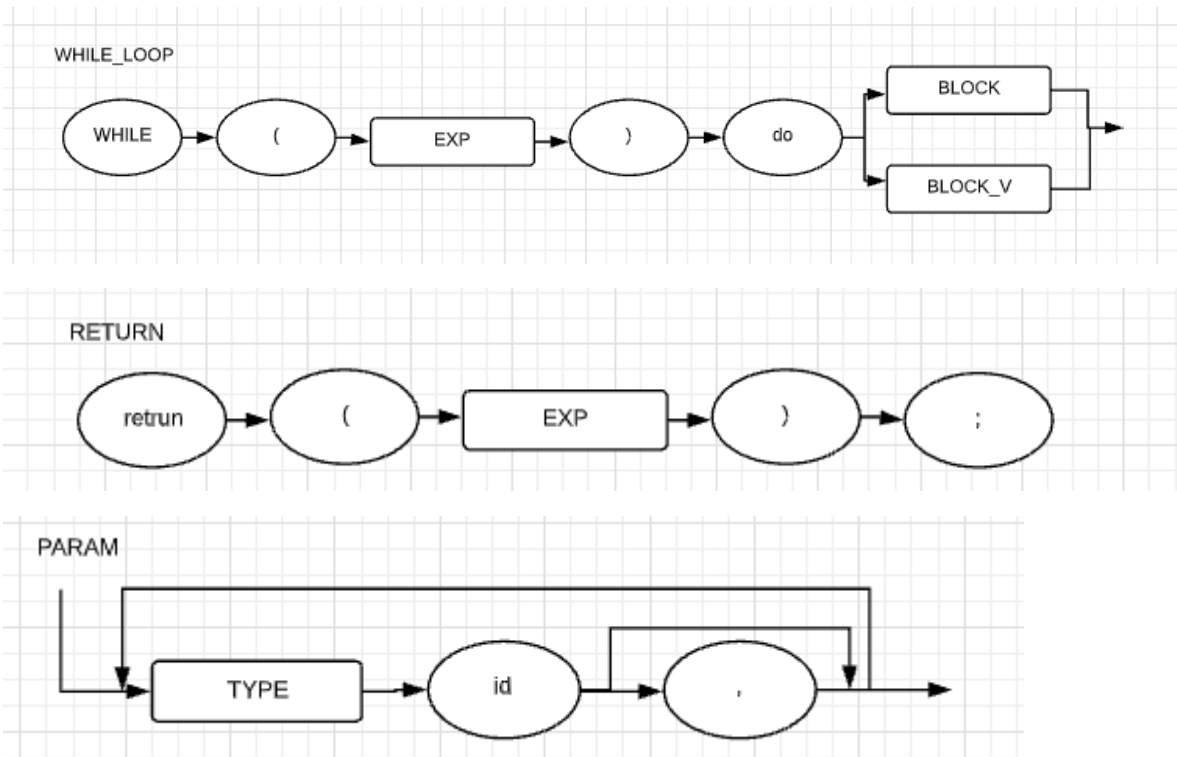 WHILE_LOOP
WHILE ( EXP ) do BLOCK
BLOCK_V
RETURN
retrun ( EXP ) ;
PARAM
TYPE id ,